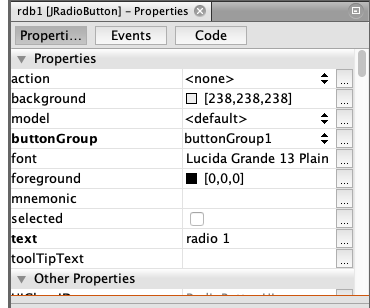 rdb1 [JRadioButton] – Properties
Properti... Events Code
Properties
action <none> ...
background [238,238,238] ...
model <default> ...
buttonGroup buttonGroup1 ...
font Lucida Grande 13 Plain ...
foreground [0,0,0] ...
mnemonic ...
selected ...
text radio 1 ...
toolTipText ...
Other Properties